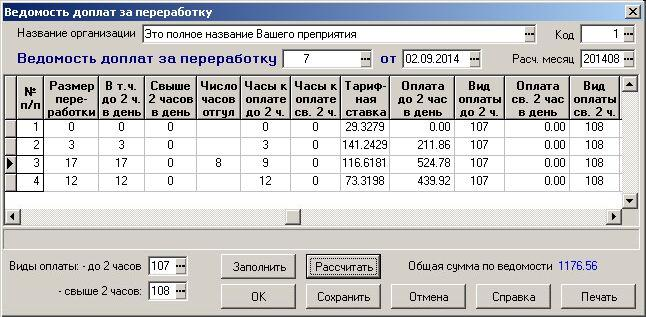 Ведомость доплат за переработку
Название организации Это полное название Вашего преприятия Код 1
Ведомость доплат за переработку 7 от 02.09.2014 Расч. месяц 201408
№ п/п Размер пере-работки В т.ч. до 2 ч. в день Свыше 2 часов в день Число часов отгул Часы к оплате до 2 ч. Часы к оплате св. 2 ч. Тариф-ная ставка Оплата до 2 час в день Вид оплаты до 2 ч. Оплата св. 2 час в день Вид оплаты св. 2 ч.
1 0 0 0 0 0 29.3279 0.00 107 0.00 108
2 3 3 0 3 0 141.2429 211.86 107 0.00 108
3 17 17 0 8 9 0 116.6181 524.78 107 0.00 108
4 12 12 0 12 0 73.3198 439.92 107 0.00 108
Виды оплаты: - до 2 часов 107 Заполнить Рассчитать Общая сумма по ведомости 1176.56
- свыше 2 часов: 108 OK Сохранить Отмена Справка Печать